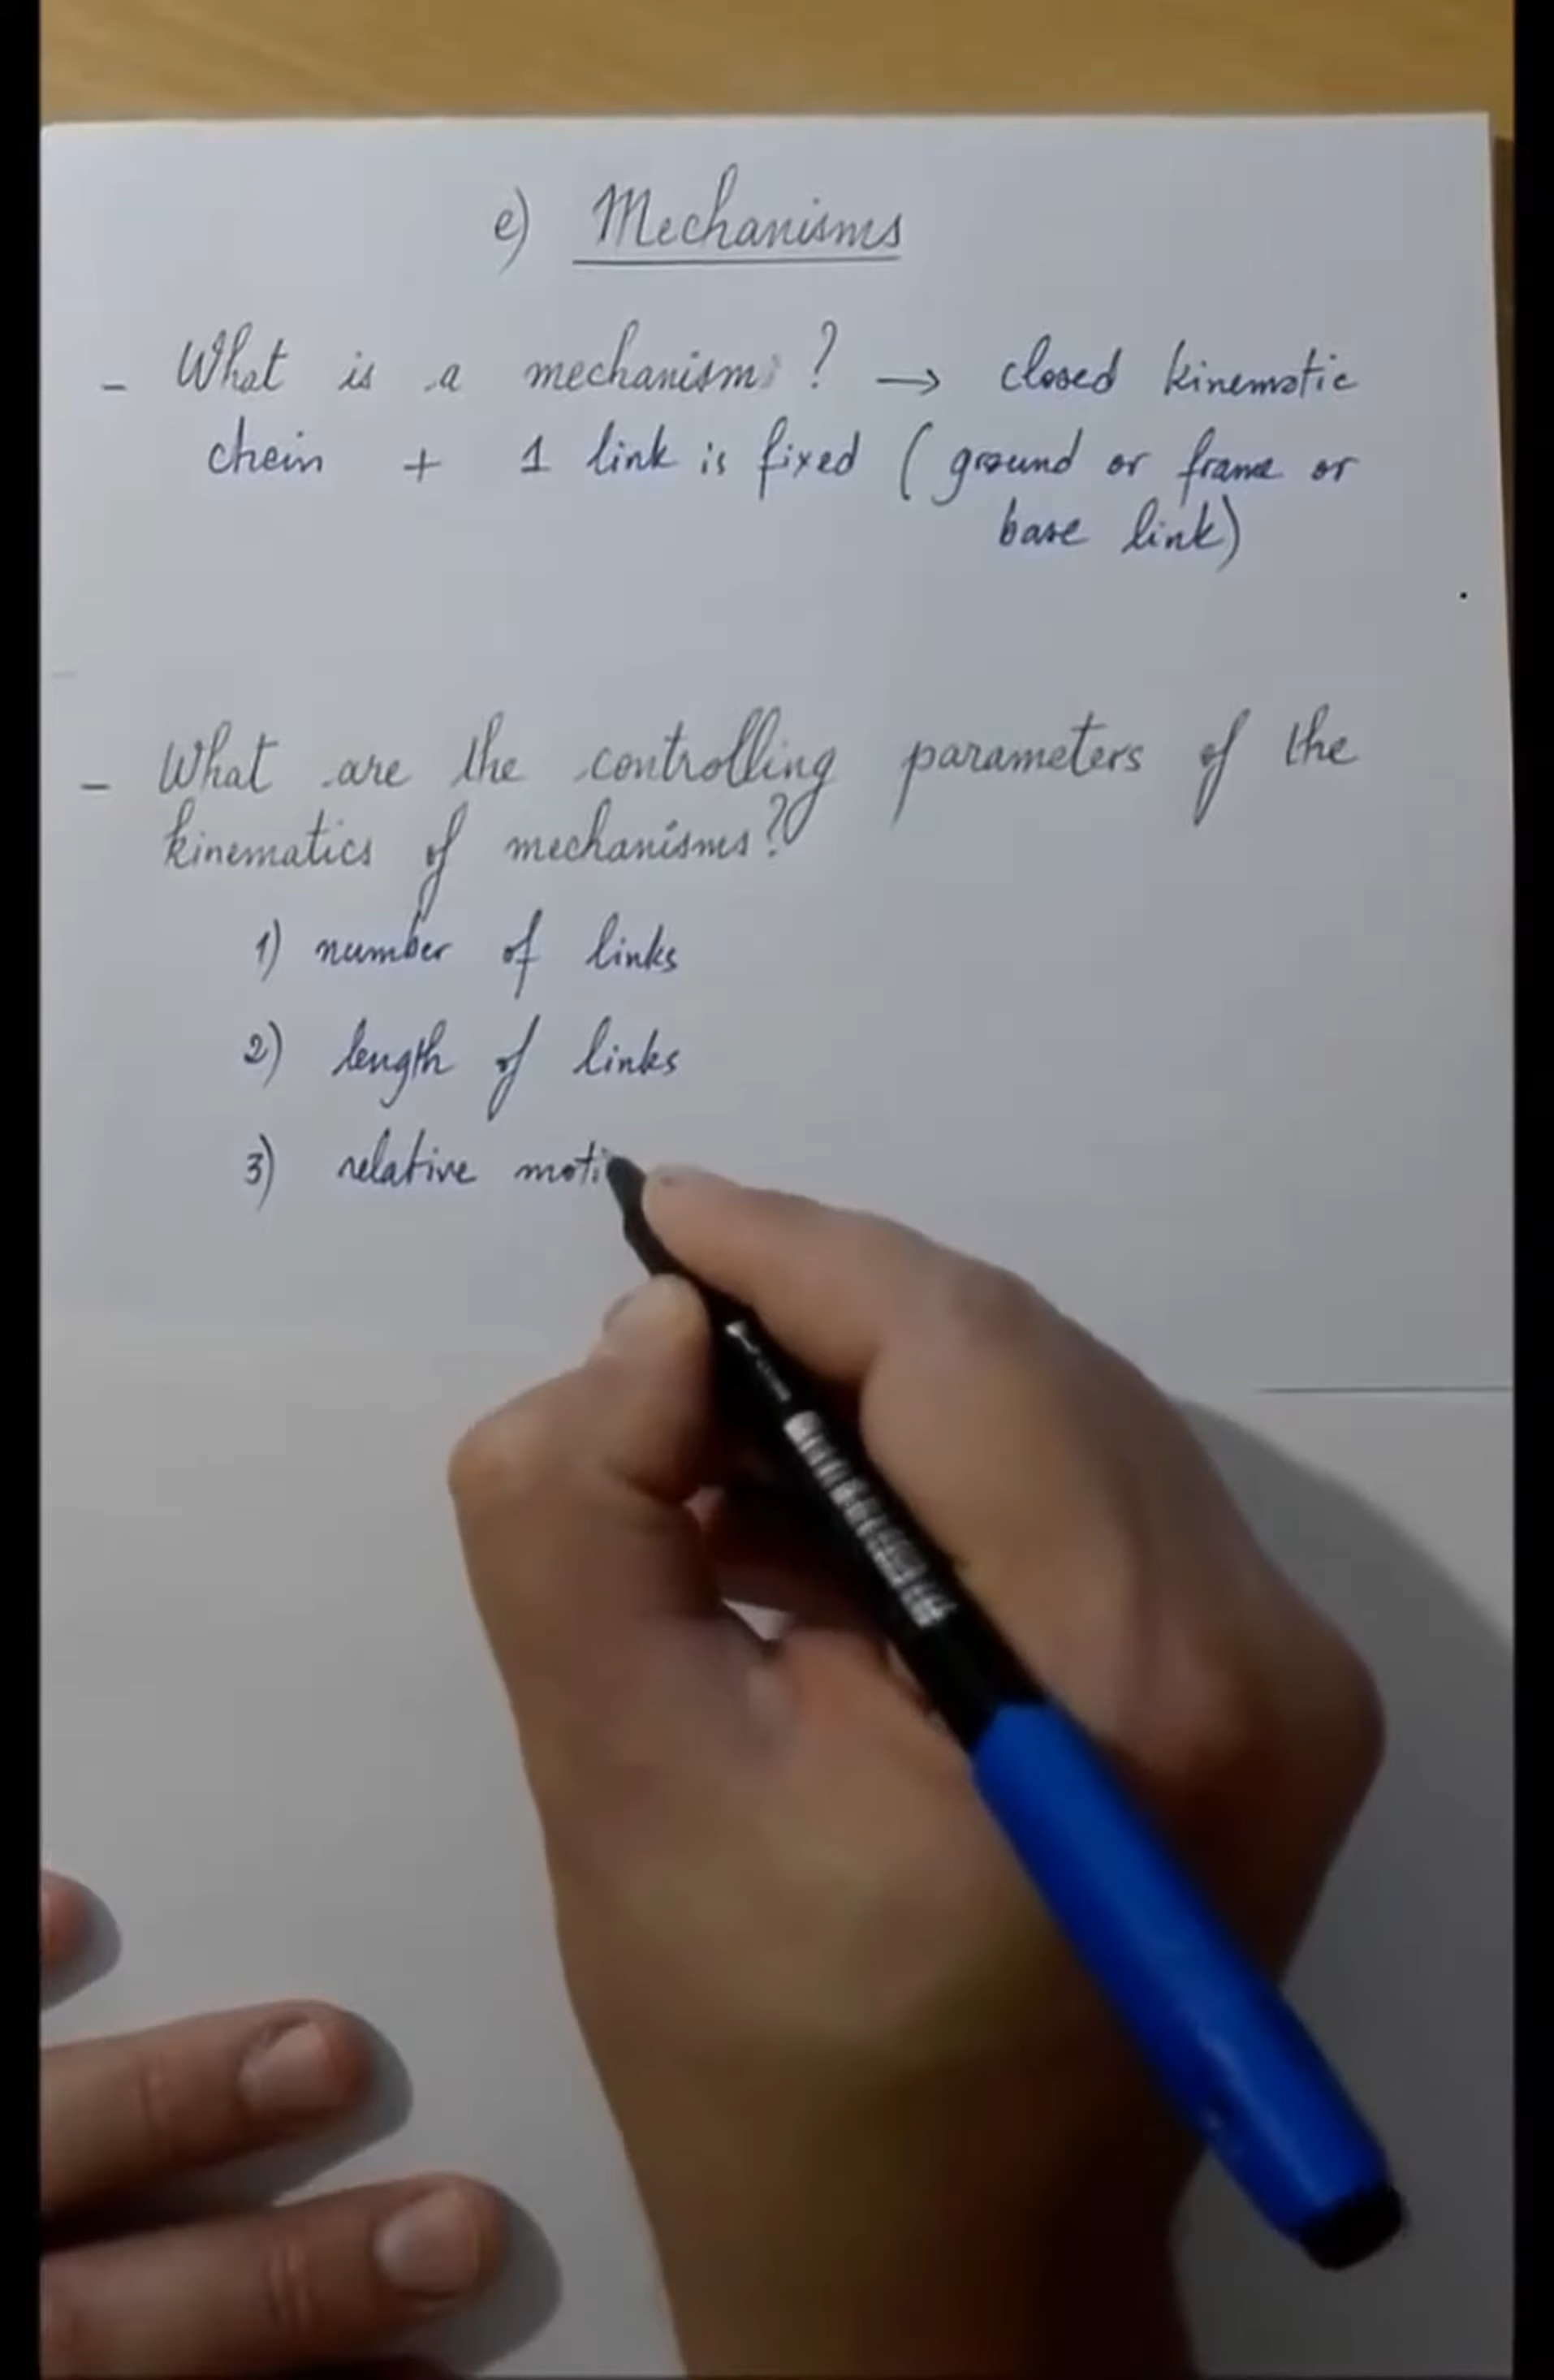 e) Mechanisms
- What is a mechanism ? → closed kinematic
chain + 1 link is fixed ( ground or frame or
base link)
- What are the controlling parameters of the
kinematics of mechanisms?
1) number of links
2) length of links
3) relative moti